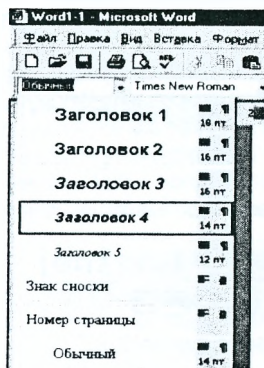 Word1-1 - Microsoft Word
Файл Правка Вид Вставка Формат
Обычный Times New Roman
Заголовок 1
16 пт
Заголовок 2
16 пт
Заголовок 3
16 пт
Заголовок 4
14 пт
Заголовок 5
12 пт
Знак сноски
Номер страницы
Обычный
14 пт